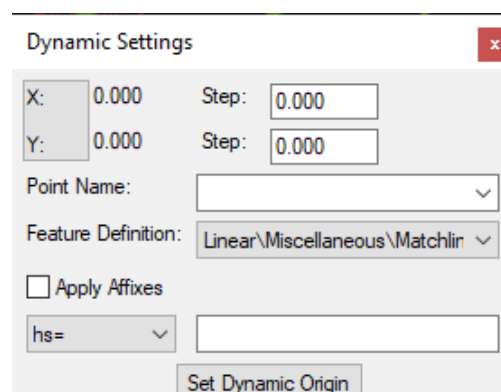 Dynamic Settings
x
X: 0.000 Step: 0.000
Y: 0.000 Step: 0.000
Point Name:
Feature Definition: Linear\Miscellaneous\Matchlin
Apply Affixes
hs=
Set Dynamic Origin